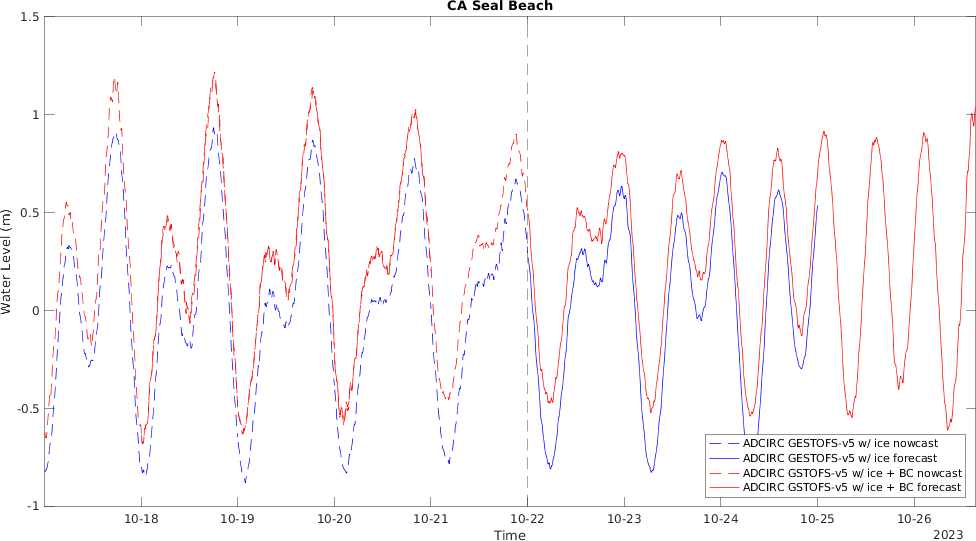 CA Seal Beach
1.5
1
0.5
0
-0.5
-1
Water Level (m)
10-18 10-19 10-20 10-21 10-22 10-23 10-24 10-25 10-26
Time
2023
ADCIRC GESTOFS-v5 w/ ice nowcast
ADCIRC GESTOFS-v5 w/ ice forecast
ADCIRC GSTOFS-v5 w/ ice + BC nowcast
ADCIRC GSTOFS-v5 w/ ice + BC forecast